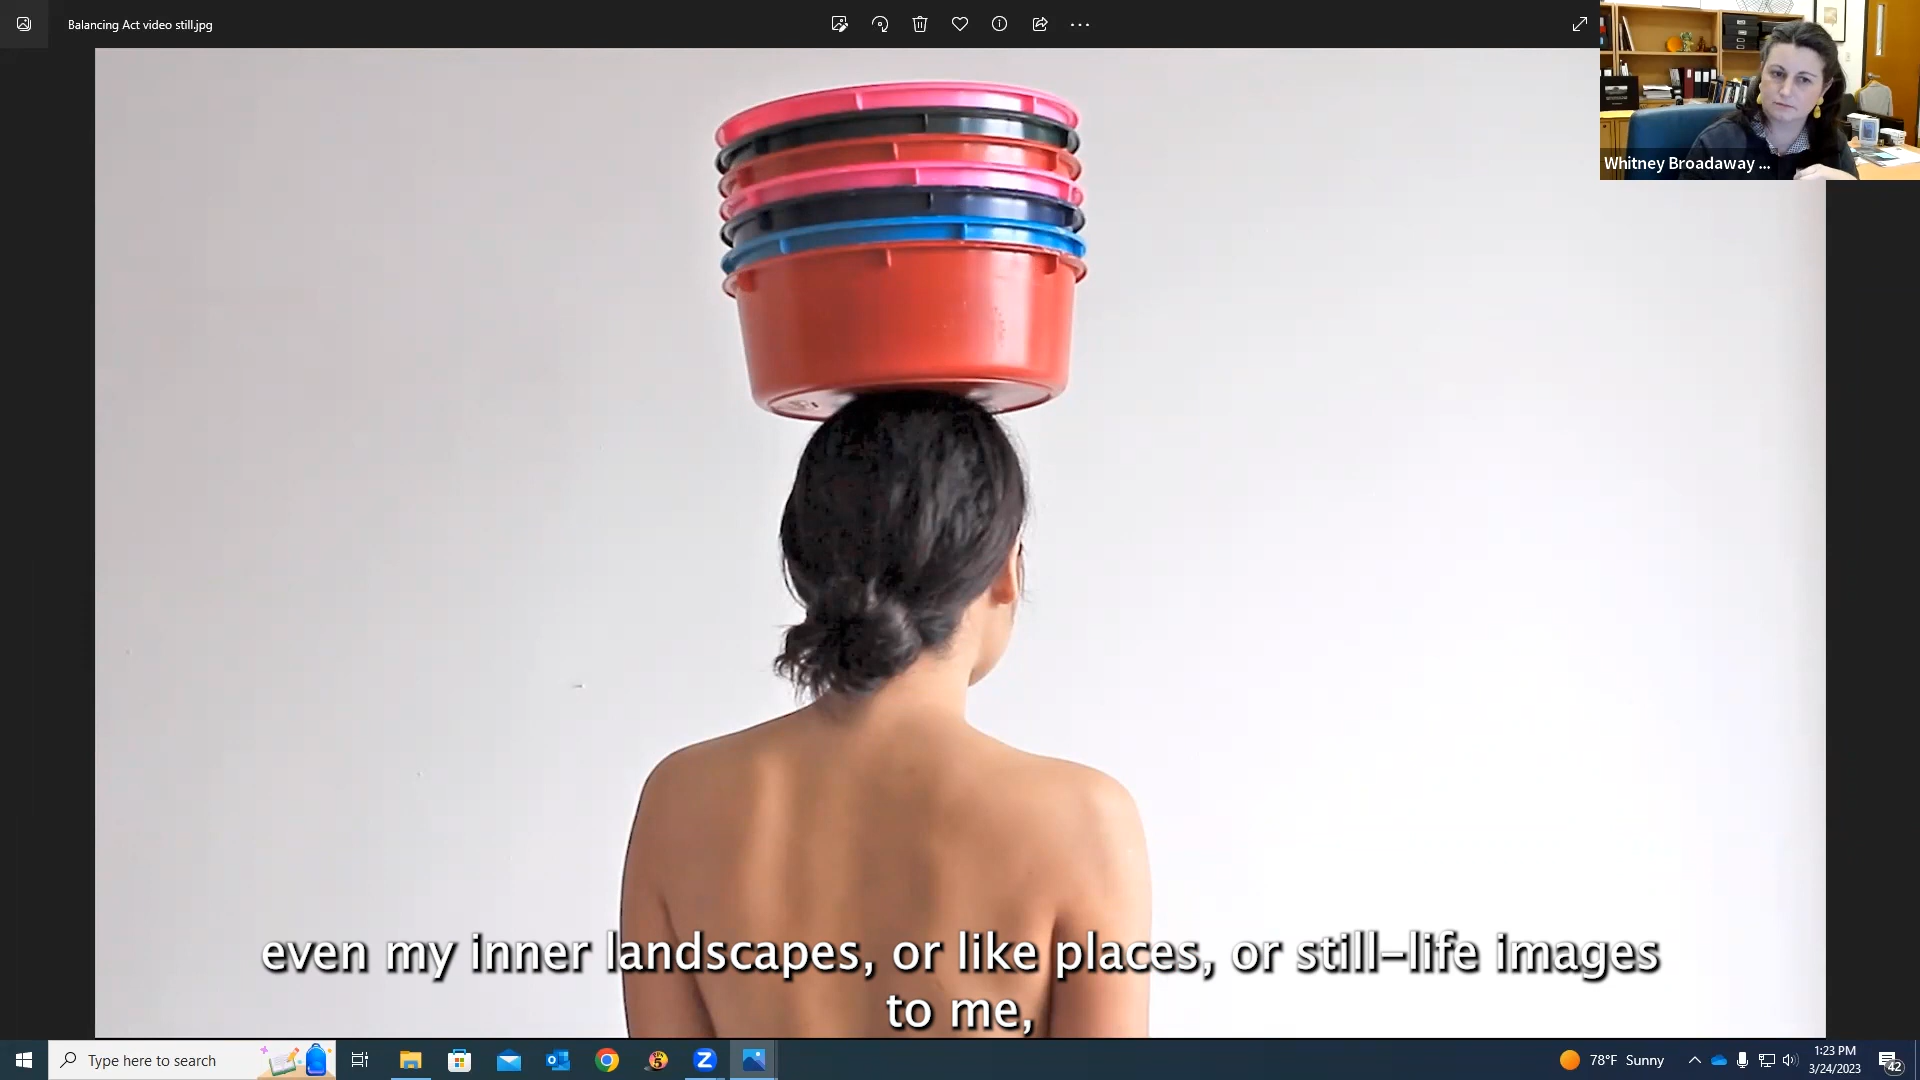 Balancing Act video still.jpg
Whitney Broadaway ...
even my inner landscapes, or like places, or still-life images
to me,
Type here to search
78°F Sunny
1:23 PM
3/24/2023
42